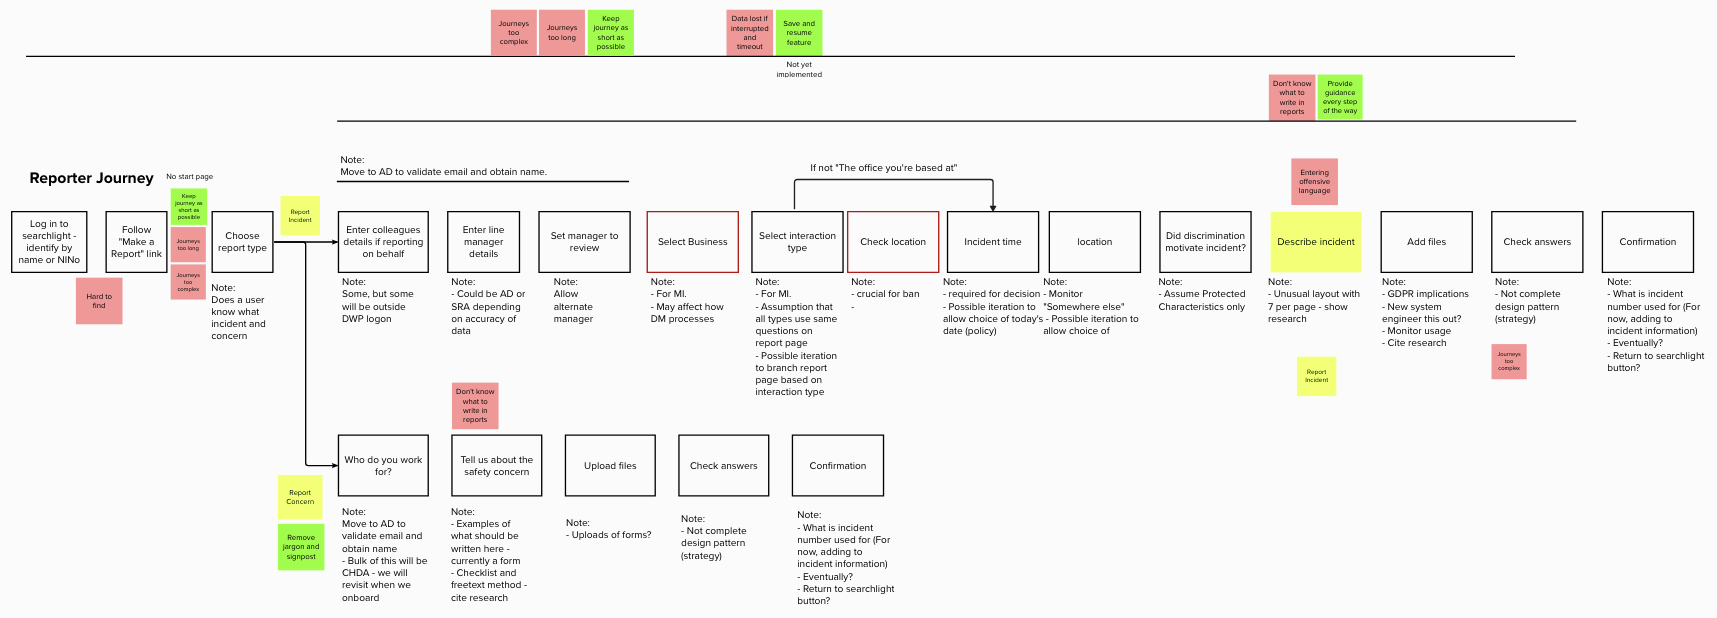 Journeys
too
complex
Journeys
too long
Keep
journey as
short as
possible
Data lost if
interrupted
and
timeout
Save and
resume
feature
Not yet
implemented
Don't know
what to
write in
reports
Provide
guidance
every step
of the way
Note:
Move to AD to validate email and obtain name.
If not "The office you're based at"
Reporter Journey
No start page
Keep
journey as
short as
possible
Journeys
too long
Journeys
too
complex
Report
Incident
Entering
offensive
language
Log in to
searchlight -
identify by
name or NINo
Follow
"Make a
Report" link
Choose
report type
Enter colleagues
details if reporting
on behalf
Enter line
manager
details
Set manager to
review
Select Business
Select interaction
type
Check location
Incident time
location
Did discrimination
motivate incident?
Describe incident
Add files
Check answers
Confirmation
Hard to
find
Note:
Does a user
know what
incident and
concern
Note:
Some, but some
will be outside
DWP logon
Note:
- Could be AD or
SRA depending
on accuracy of
data
Note:
Allow
alternate
manager
Note:
- For MI.
- May affect how
DM processes
Note:
- For MI.
- Assumption that
all types use same
questions on
report page
- Possible iteration
to branch report
page based on
interaction type
Note:
- crucial for ban
-
Note:
- required for decision
- Possible iteration to
allow choice of today's
date (policy)
Note:
- Monitor
"Somewhere else"
- Possible iteration to
allow choice of
Note:
- Assume Protected
Characteristics only
Note:
- Unusual layout with
7 per page - show
research
Note:
- GDPR implications
- New system
engineer this out?
- Monitor usage
- Cite research
Note:
- Not complete
design pattern
(strategy)
Note:
- What is incident
number used for (For
now, adding to
incident information)
- Eventually?
- Return to searchlight
button?
Report
Incident
Journeys
too
complex
Don't know
what to
write in
reports
Who do you work
for?
Tell us about the
safety concern
Upload files
Check answers
Confirmation
Report
Concern
Remove
jargon and
signpost
Note:
Move to AD to
validate email and
obtain name
- Bulk of this will be
CHDA - we will
revisit when we
onboard
Note:
- Examples of
what should be
written here -
currently a form
- Checklist and
freetext method -
cite research
Note:
- Uploads of forms?
Note:
- Not complete
design pattern
(strategy)
Note:
- What is incident
number used for (For
now, adding to
incident information)
- Eventually?
- Return to searchlight
button?